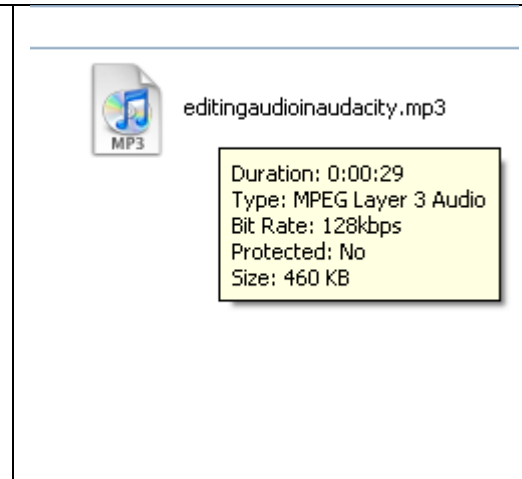 editingaudioinaudacity.mp3
MP3
Duration: 0:00:29
Type: MPEG Layer 3 Audio
Bit Rate: 128kbps
Protected: No
Size: 460 KB